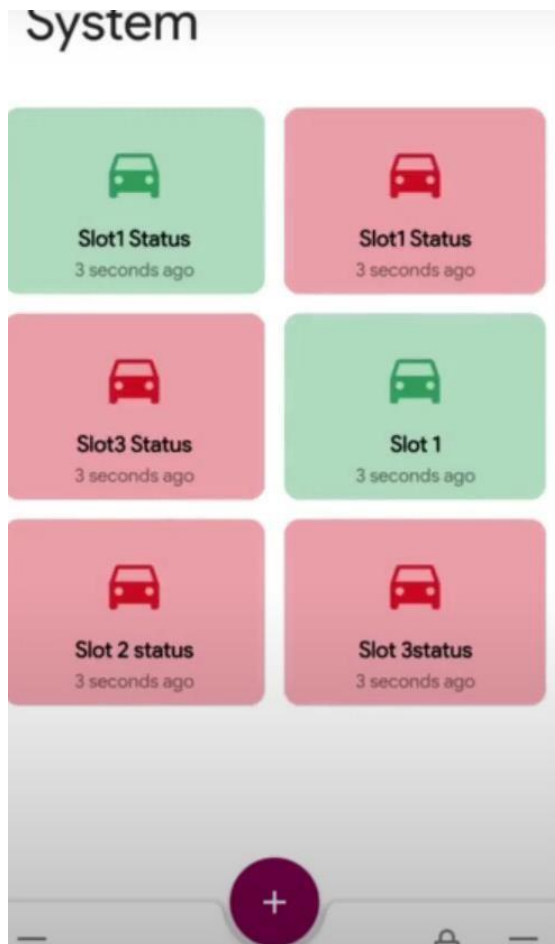 System
Slot1 Status
3 seconds ago
Slot1 Status
3 seconds ago
Slot3 Status
3 seconds ago
Slot 1
3 seconds ago
Slot 2 status
3 seconds ago
Slot 3status
3 seconds ago
+